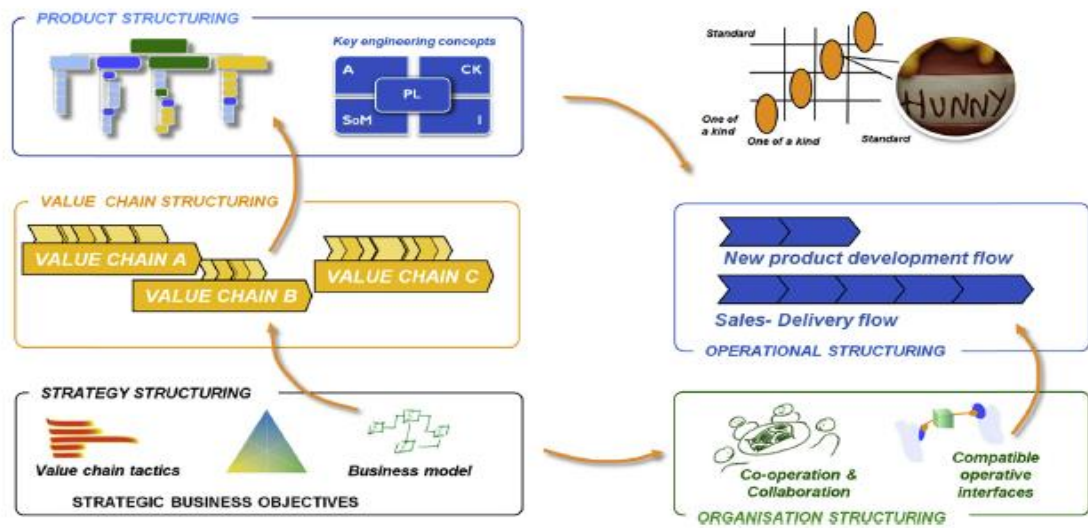 PRODUCT STRUCTURING
Key engineering concepts
A
CK
PL
SoM
I
Standard
One of
a kind
One of a kind
Standard
HUNNY
VALUE CHAIN STRUCTURING
VALUE CHAIN A
VALUE CHAIN B
VALUE CHAIN C
New product development flow
Sales- Delivery flow
OPERATIONAL STRUCTURING
STRATEGY STRUCTURING
Value chain tactics
Business model
STRATEGIC BUSINESS OBJECTIVES
Co-operation &
Collaboration
Compatible
operative
interfaces
ORGANISATION STRUCTURING